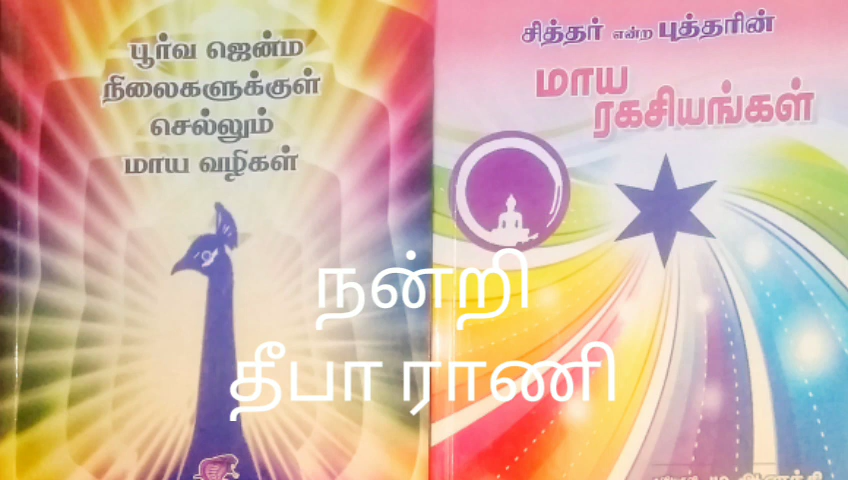 பூர்வ ஜென்ம
நிலைகளுக்குள்
செல்லும்
மாய வழிகள்
சித்தர் என்ற புத்தரின்
மாய
ரகசியங்கள்
நன்றி
தீபா ராணி